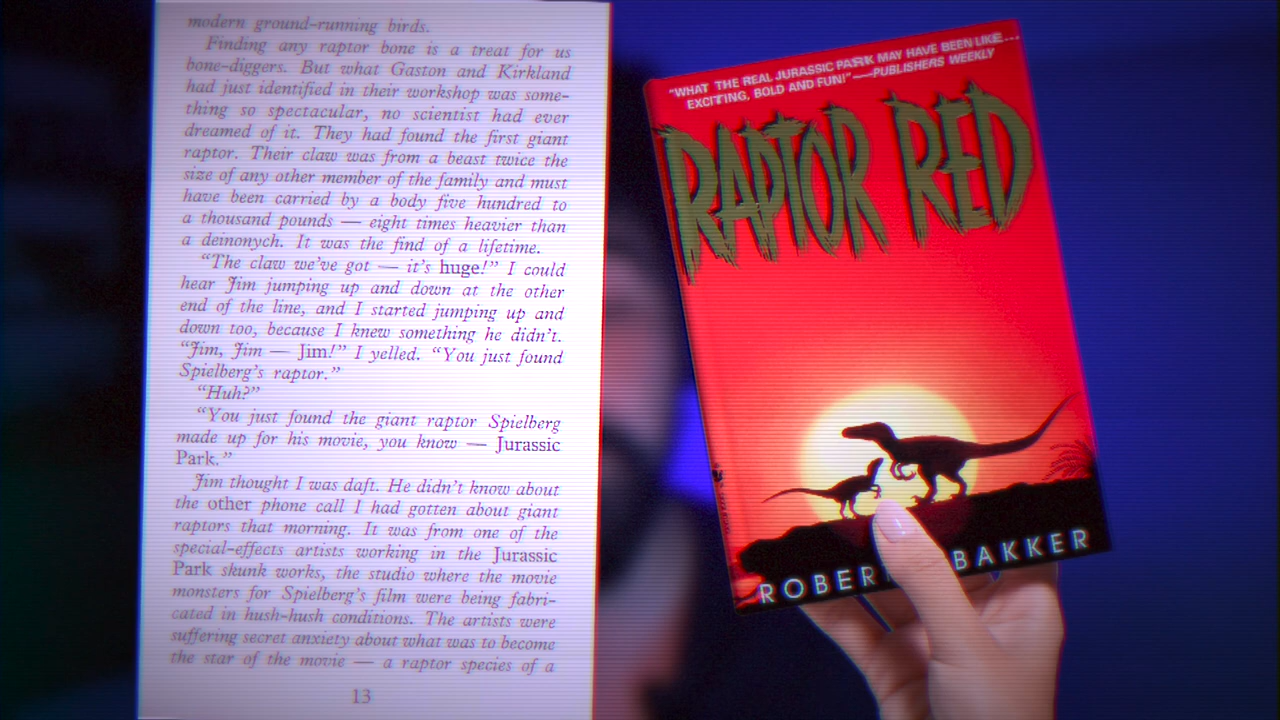 modern ground-running birds.
Finding any raptor bone is a treat for us
bone-diggers. But what Gaston and Kirkland
had just identified in their workshop was some-
thing so spectacular, no scientist had ever
dreamed of it. They had found the first giant
raptor. Their claw was from a beast twice the
size of any other member of the family and must
have been carried by a body five hundred to
a thousand pounds — eight times heavier than
a deinonych. It was the find of a lifetime.
"The claw we've got — it's huge!" I could
hear Jim jumping up and down at the other
end of the line, and I started jumping up and
down too, because I knew something he didn't.
"Jim, Jim — Jim!" I yelled. "You just found
Spielberg's raptor."
"Huh?"
"You just found the giant raptor Spielberg
made up for his movie, you know — Jurassic
Park."
Jim thought I was daft. He didn't know about
the other phone call I had gotten about giant
raptors that morning. It was from one of the
special-effects artists working in the Jurassic
Park skunk works, the studio where the movie
monsters for Spielberg's film were being fabri-
cated in hush-hush conditions. The artists were
suffering secret anxiety about what was to become
the star of the movie — a raptor species of a
13
"WHAT THE REAL JURASSIC PARK MAY HAVE BEEN LIKE....
EXCITING, BOLD AND FUN!"—PUBLISHERS WEEKLY
RAPTOR RED
ROBER BAKKER